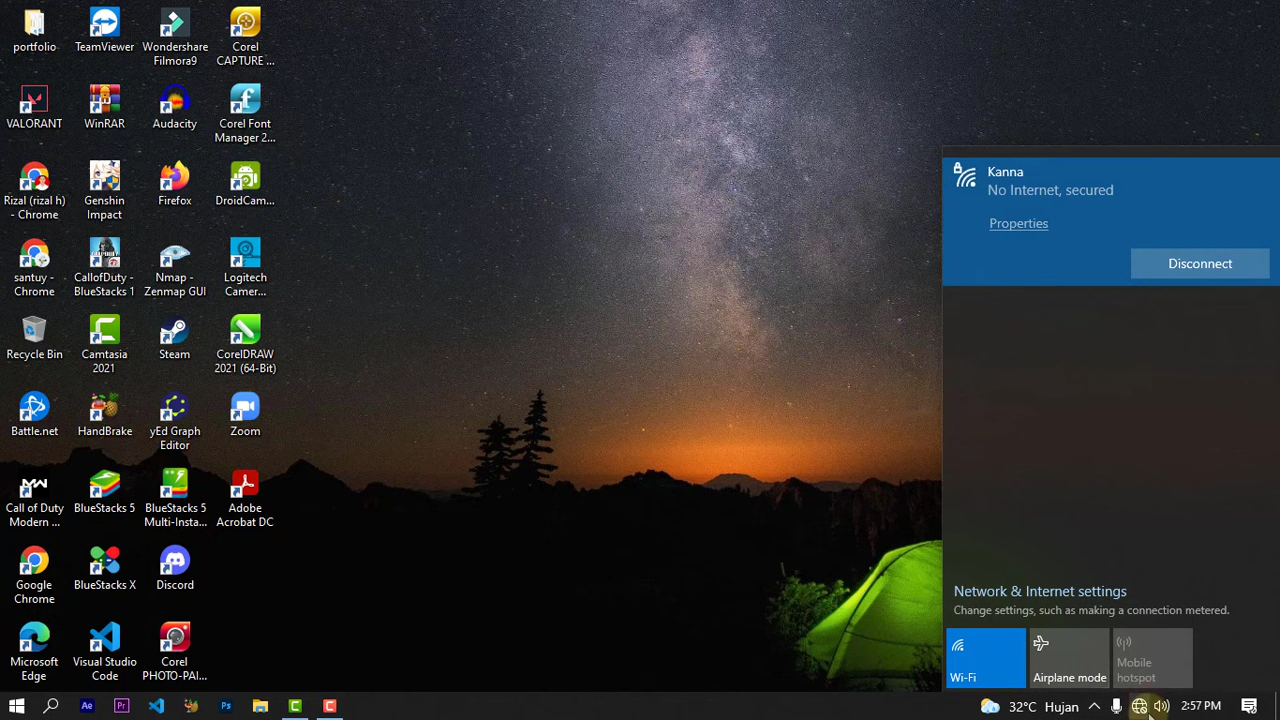 portfolio
TeamViewer
Wondershare
Filmora9
Corel
CAPTURE ...
VALORANT
WinRAR
Audacity
Corel Font
Manager 2...
Rizal (rizal h)
- Chrome
Genshin
Impact
Firefox
DroidCam...
santuy -
Chrome
CallofDuty -
BlueStacks 1
Nmap -
Zenmap GUI
Logitech
Camer...
Recycle Bin
Camtasia
2021
Steam
CorelDRAW
2021 (64-Bit)
Battle.net
HandBrake
yEd Graph
Editor
Zoom
Call of Duty
Modern ...
BlueStacks 5
BlueStacks 5
Multi-Insta...
Adobe
Acrobat DC
Google
Chrome
BlueStacks X
Discord
Microsoft
Edge
Visual Studio
Code
Corel
PHOTO-PAI...
Kanna
No Internet, secured
Properties
Disconnect
Network & Internet settings
Change settings, such as making a connection metered.
Wi-Fi
Airplane mode
Mobile
hotspot
Ae
Pr
Ps
32°C Hujan
2:57 PM